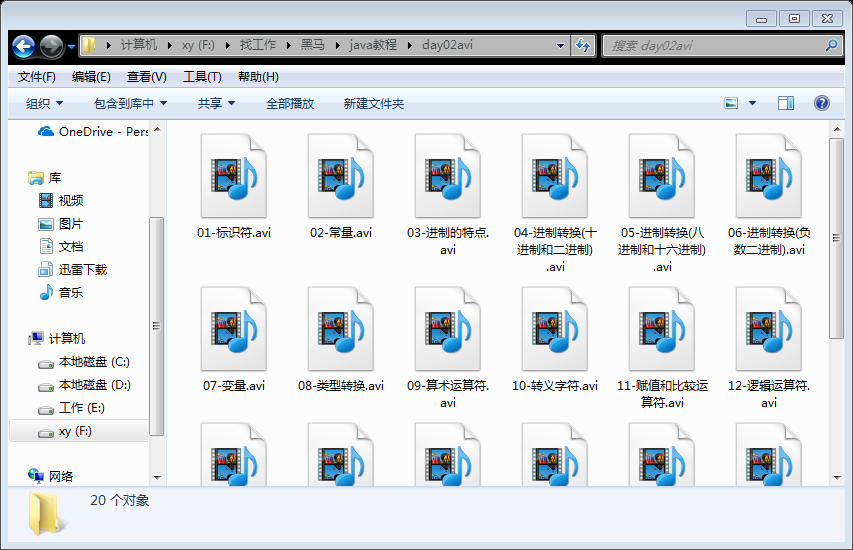 计算机 xy (F:) 找工作 黑马 java教程 day02avi
搜索 day02avi
文件(F) 编辑(E) 查看(V) 工具(T) 帮助(H)
组织 包含到库中 共享 全部播放 新建文件夹
OneDrive - Pers
库
视频
图片
文档
迅雷下载
音乐
计算机
本地磁盘 (C:)
本地磁盘 (D:)
工作 (E:)
xy (F:)
网络
01-标识符.avi
02-常量.avi
03-进制的特点.
avi
04-进制转换(十
进制和二进制)
.avi
05-进制转换(八
进制和十六进制)
.avi
06-进制转换(负
数二进制).avi
07-变量.avi
08-类型转换.avi
09-算术运算符.
avi
10-转义字符.avi
11-赋值和比较运
算符.avi
12-逻辑运算符.
avi
20 个对象